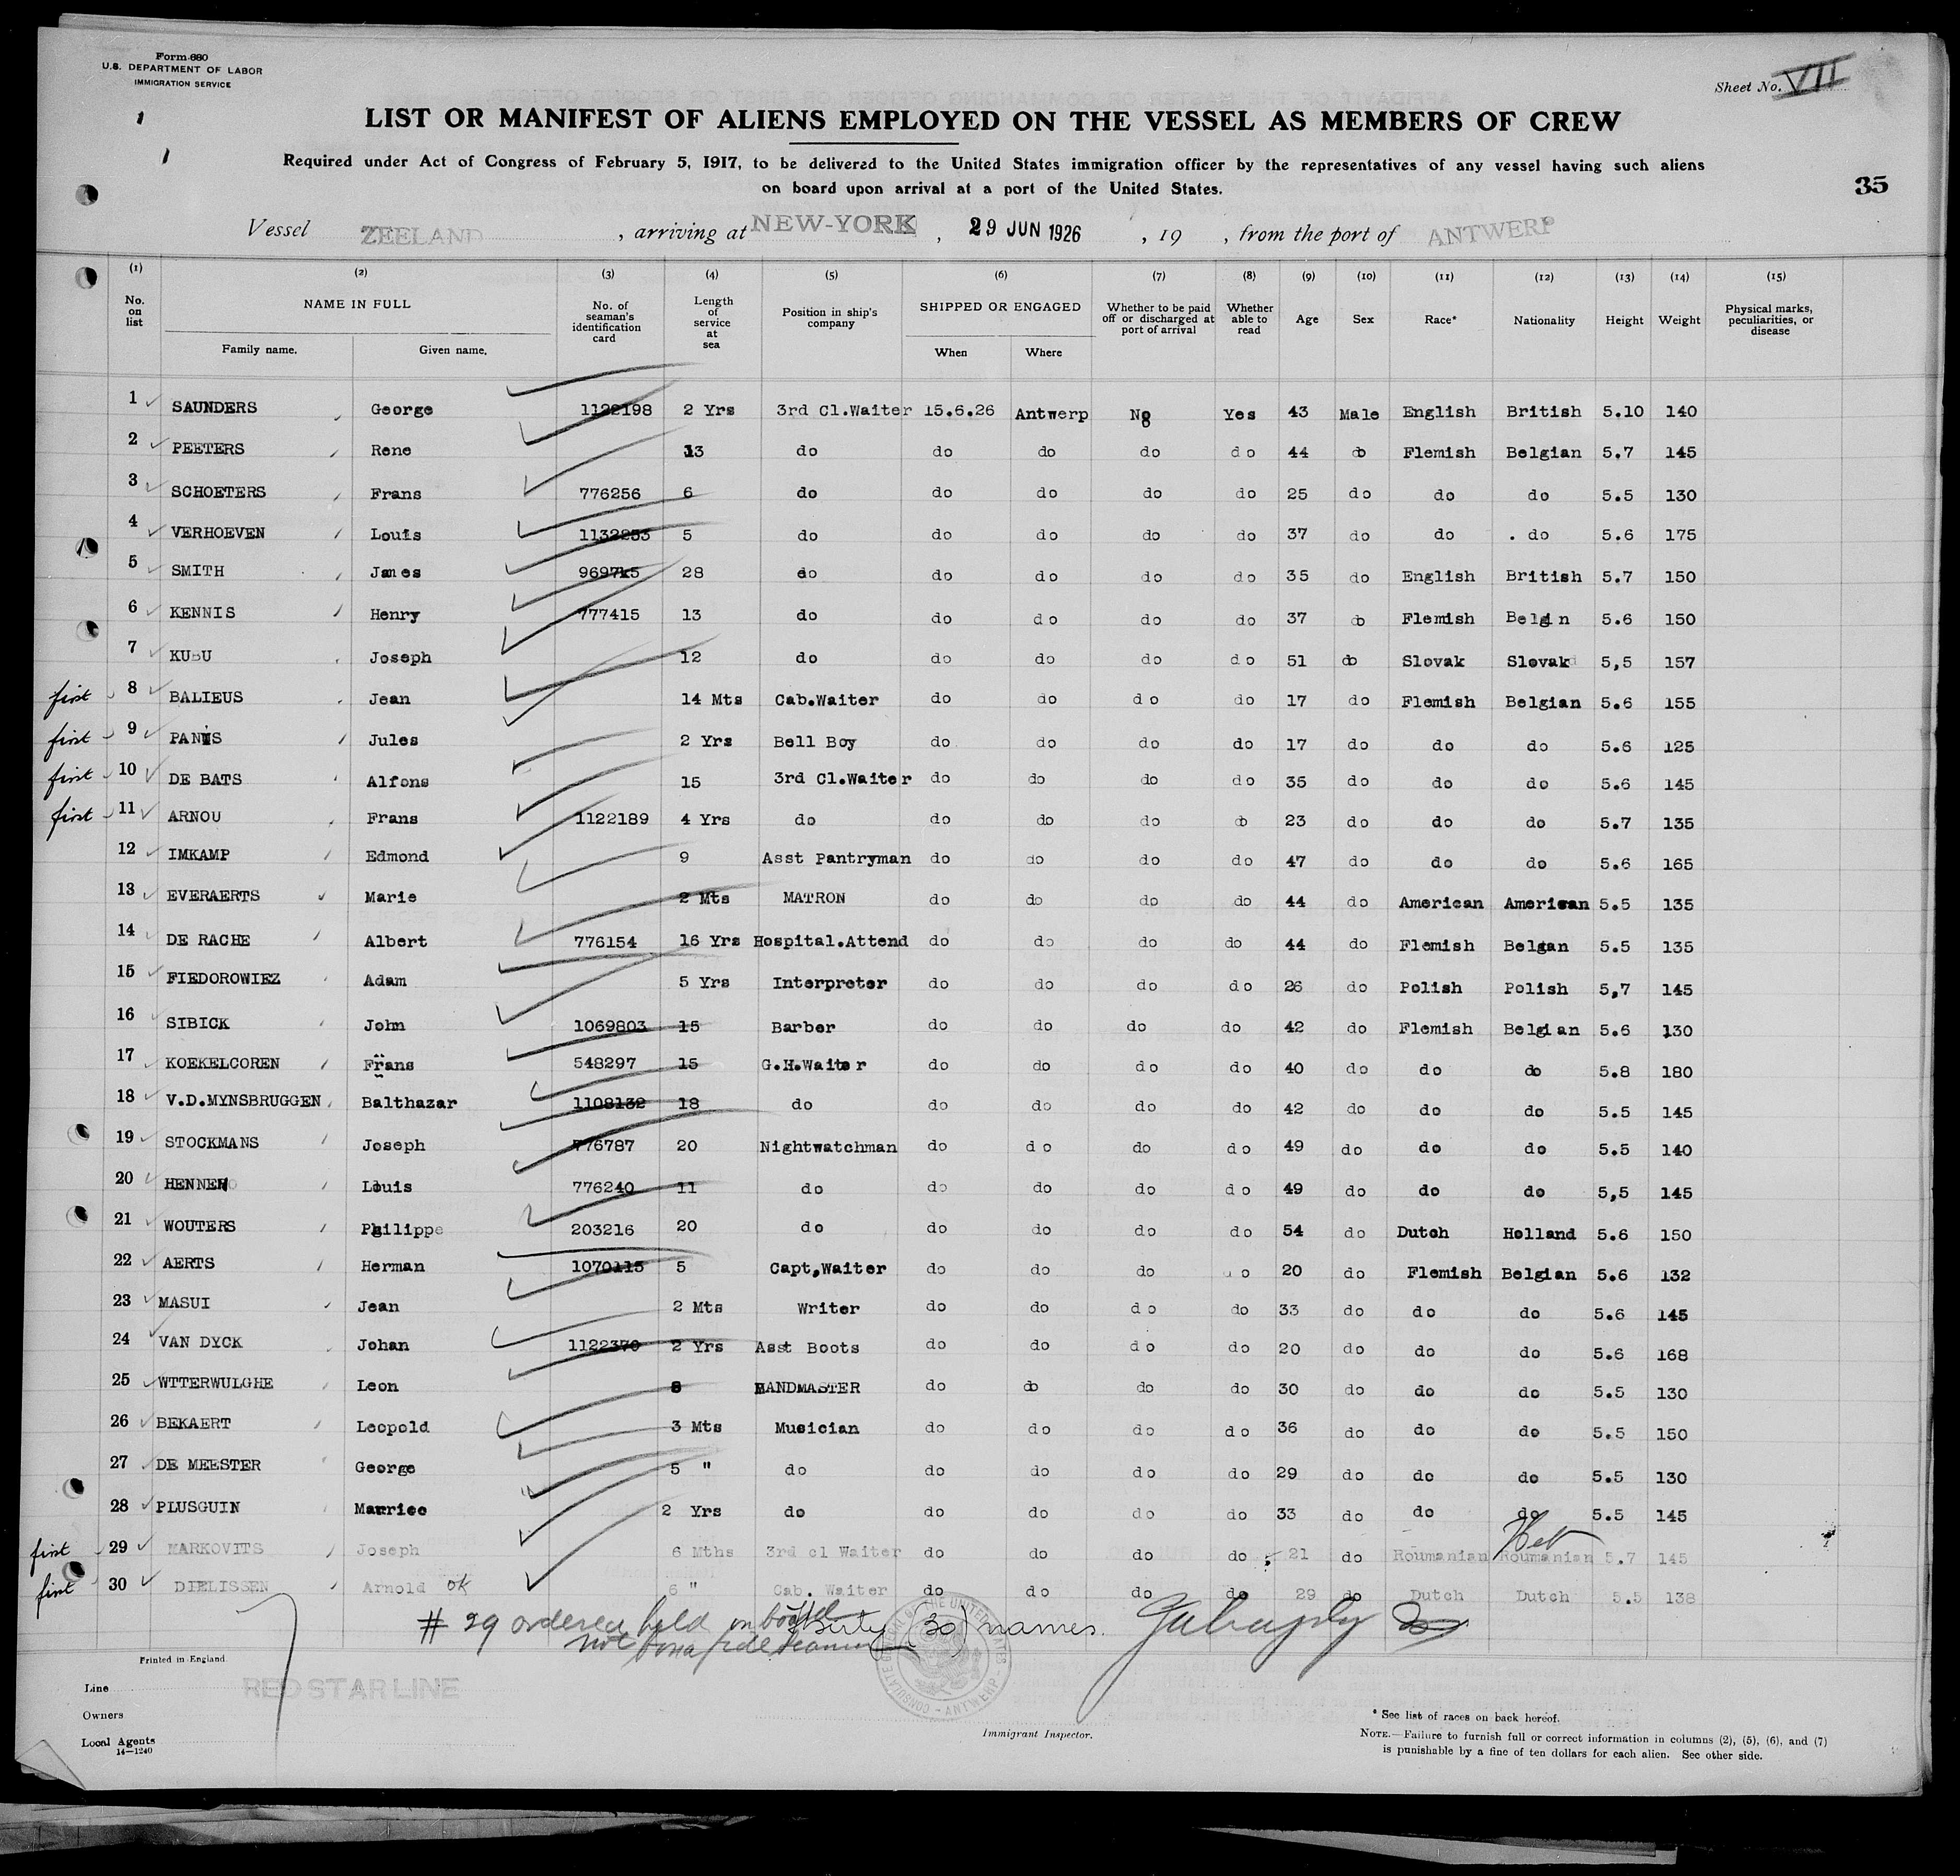 Form 680
U.S. DEPARTMENT OF LABOR
IMMIGRATION SERVICE
Sheet No. VII
LIST OR MANIFEST OF ALIENS EMPLOYED ON THE VESSEL AS MEMBERS OF CREW
Required under Act of Congress of February 5, 1917, to be delivered to the United States immigration officer by the representatives of any vessel having such aliens
on board upon arrival at a port of the United States.
35
Vessel ZEELAND, arriving at NEW-YORK, 29 JUN 1926, 19 , from the port of ANTWERP
(1) (2) (3) (4) (5) (6) (7) (8) (9) (10) (11) (12) (13) (14) (15)
No. on list NAME IN FULL Family name. Given name. No. of seaman's identification card Length of service at sea Position in ship's company SHIPPED OR ENGAGED When Where Whether to be paid off or discharged at port of arrival Whether able to read Age Sex Race* Nationality Height Weight Physical marks, peculiarities, or disease
1 SAUNDERS George 1122198 2 Yrs 3rd Cl.Waiter 15.6.26 Antwerp No Yes 43 Male English British 5.10 140
2 PEETERS Rene 13 do do do do do 44 do Flemish Belgian 5.7 145
3 SCHOETERS Frans 776256 6 do do do do do 25 do do do 5.5 130
4 VERHOEVEN Louis 1132253 5 do do do do do 37 do do . do 5.6 175
5 SMITH James 969715 28 do do do do do 35 do English British 5.7 150
6 KENNIS Henry 777415 13 do do do do do 37 do Flemish Belgin 5.6 150
7 KUBU Joseph 12 do do do do do 51 do Slovak Slovak 5,5 157
first 8 BALIEUS Jean 14 Mts Cab.Waiter do do do do 17 do Flemish Belgian 5.6 155
first 9 PANIS Jules 2 Yrs Bell Boy do do do do 17 do do do 5.6 125
first 10 DE BATS Alfons 15 3rd Cl.Waiter do do do do 35 do do do 5.6 145
first 11 ARNOU Frans 1122189 4 Yrs do do do do do 23 do do do 5.7 135
12 IMKAMP Edmond 9 Asst Pantryman do do do do 47 do do do 5.6 165
13 EVERAERTS Marie 2 Mts MATRON do do do do 44 do American American 5.5 135
14 DE RACHE Albert 776154 16 Yrs Hospital.Attend do do do do 44 do Flemish Belgan 5.5 135
15 FIEDOROWIEZ Adam 5 Yrs Interpreter do do do do 26 do Polish Polish 5,7 145
16 SIBICK John 1069803 15 Barber do do do do 42 do Flemish Belgian 5.6 130
17 KOEKELCOREN Frans 548297 15 G.H.Waiter do do do do 40 do do do 5.8 180
18 V.D.MYNSBRUGGEN Balthazar 1108132 18 do do do do do 42 do do do 5.5 145
19 STOCKMANS Joseph 776787 20 Nightwatchman do do do do 49 do do do 5.5 140
20 HENNEN Louis 776240 11 do do do do do 49 do do do 5,5 145
21 WOUTERS Philippe 203216 20 do do do do do 54 do Dutch Holland 5.6 150
22 AERTS Herman 1070115 5 Capt,Waiter do do do do 20 do Flemish Belgian 5.6 132
23 MASUI Jean 2 Mts Writer do do do do 33 do do do 5.6 145
24 VAN DYCK Johan 1122370 2 Yrs Asst Boots do do do do 20 do do do 5.6 168
25 WTTERWULGHE Leon 8 BANDMASTER do do do do 30 do do do 5.5 130
26 BEKAERT Leopold 3 Mts Musician do do do do 36 do do do 5.5 150
27 DE MEESTER George 5 " do do do do do 29 do do do 5.5 130
28 PLUSGUIN Maurice 2 Yrs do do do do do 33 do do do 5.5 145
first 29 MARKOVITS Joseph 6 Mths 3rd cl Waiter do do do do 21 do Roumanian Heb Roumanian 5.7 145
first 30 DIELISSEN Arnold ok 6 " Cab. Waiter do do do do 29 do Dutch Dutch 5.5 138
# 29 ordered held on board
not bona fide seaman
(30) names.
CONSULATE GENERAL OF THE UNITED STATES - ANTWERP
Printed in England
Line RED STAR LINE
Owners
Local Agents
14—1240
Immigrant Inspector.
* See list of races on back hereof.
NOTE.—Failure to furnish full or correct information in columns (2), (5), (6), and (7)
is punishable by a fine of ten dollars for each alien. See other side.